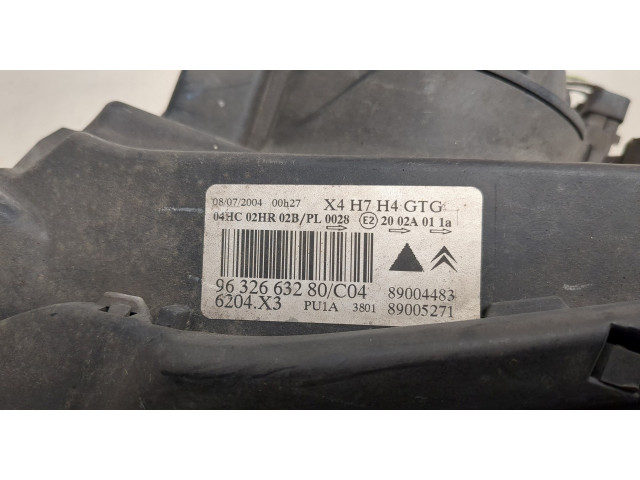 08/07/2004 00h27 X4 H7 H4 GTG
04HC 02HR 02B/PL 0028 E2 20 02A 01 1a
96 326 632 80/C04 89004483
6204.X3 PU1A 3801 89005271